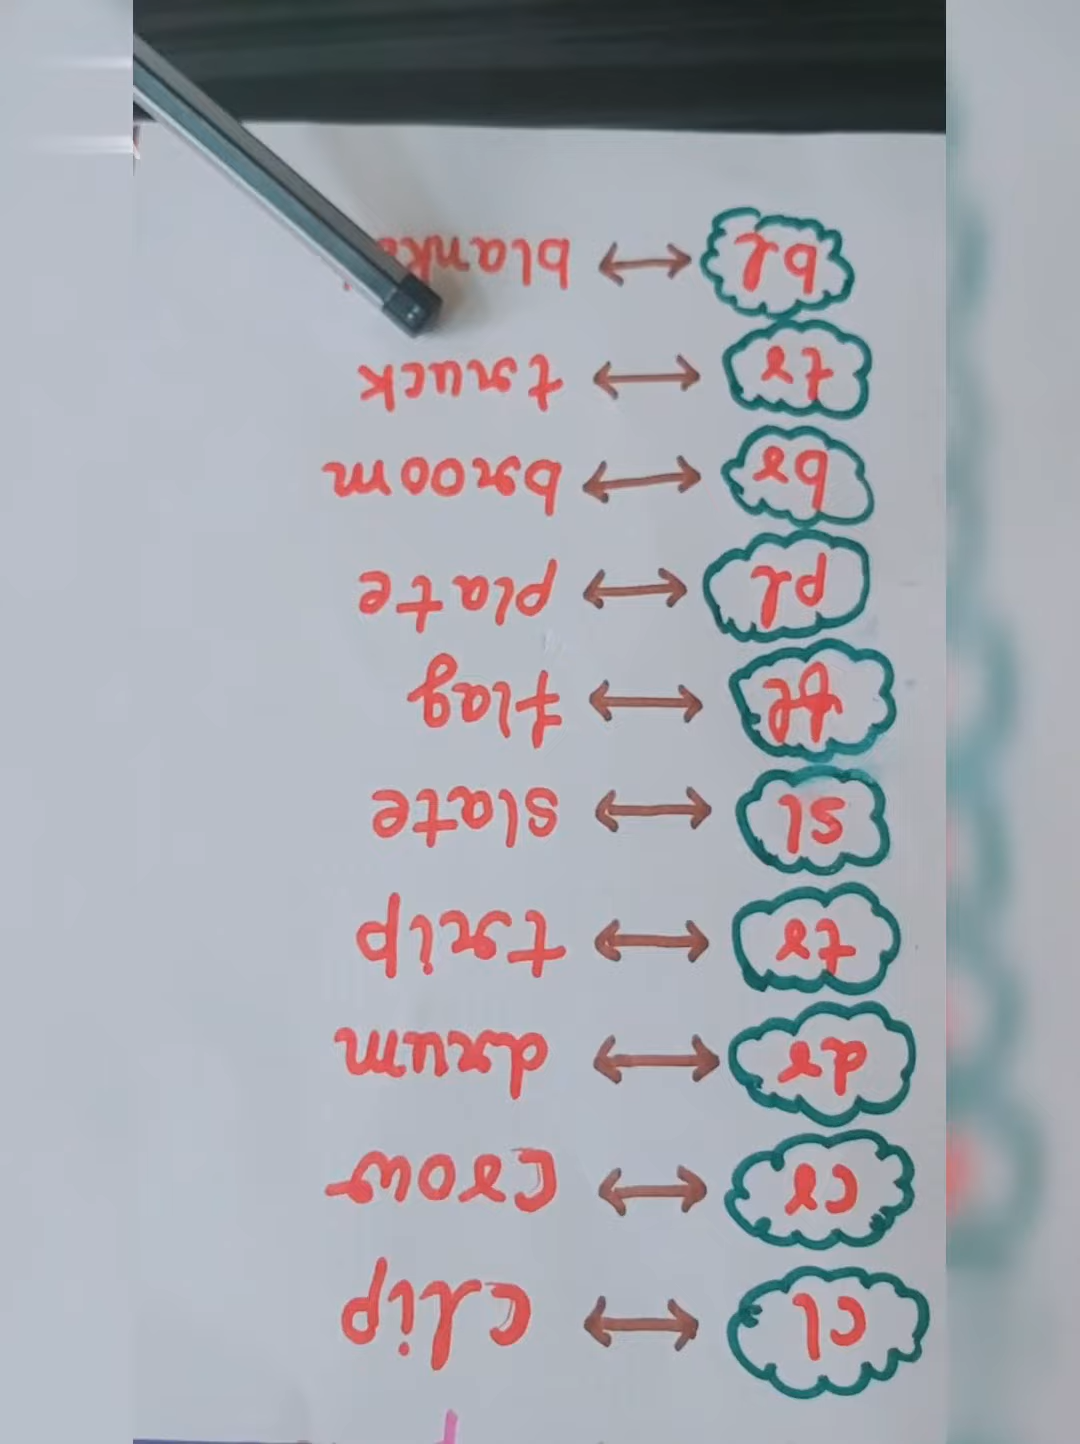 cl ↔ clip
cr ↔ crow
dr ↔ drum
tr ↔ trip
sl ↔ slate
fl ↔ flag
pl ↔ plate
br ↔ broom
tr ↔ truck
bl ↔